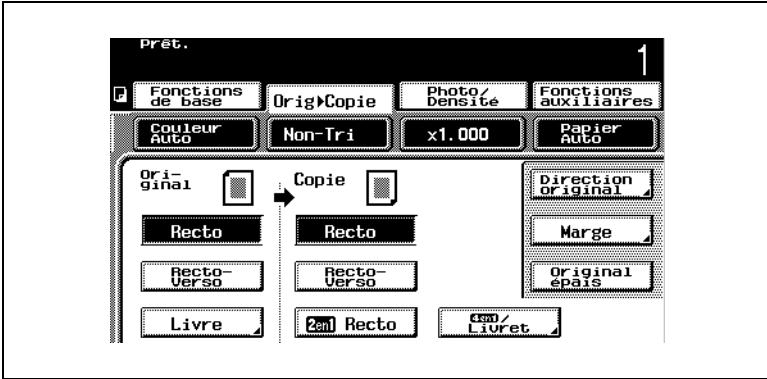 Prêt.
1
Fonctions de base
Orig▶Copie
Photo/ Densité
Fonctions auxiliaires
Couleur Auto
Non-Tri
x1.000
Papier Auto
Ori- ginal
Copie
Direction original
Recto
Recto
Marge
Recto- Verso
Recto- Verso
Original épais
Livre
2en1 Recto
4en1/ Livret